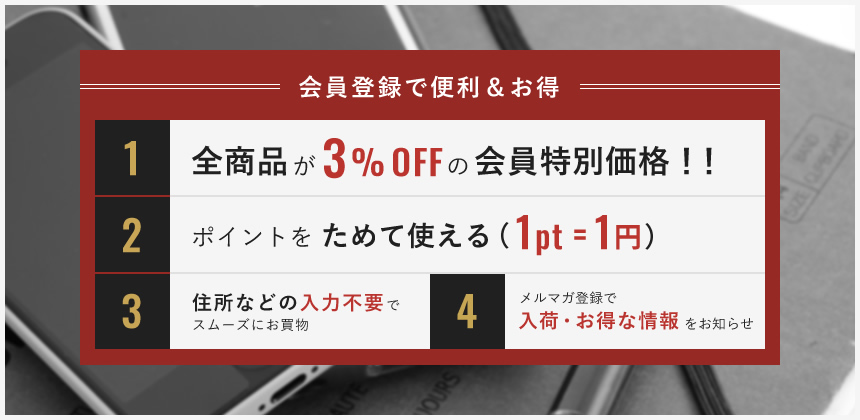 会員登録で便利＆お得
1 全商品が3%OFFの会員特別価格！！
2 ポイントをためて使える（1pt=1円）
3 住所などの入力不要で
スムーズにお買物
4 メルマガ登録で
入荷・お得な情報をお知らせ
YOURS